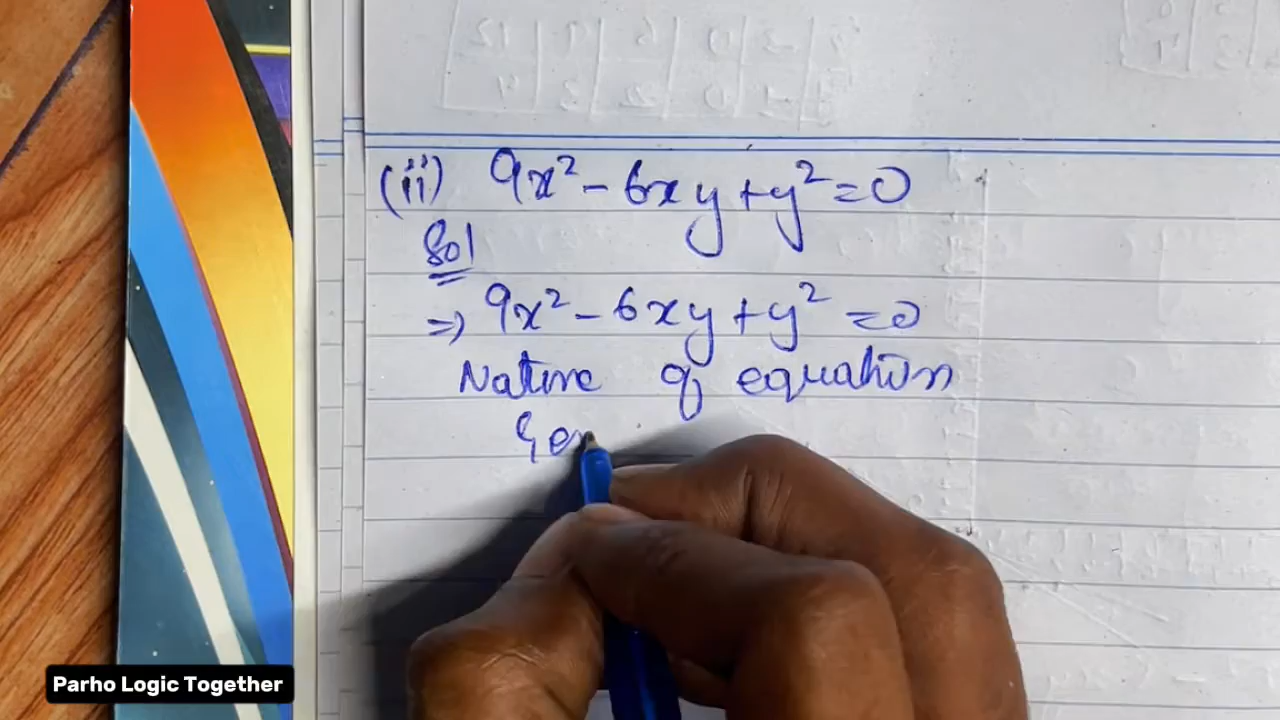 (ii) 9x² - 6xy + y² = 0
Sol
⇒ 9x² - 6xy + y² = 0
Nature of equation
Parho Logic Together